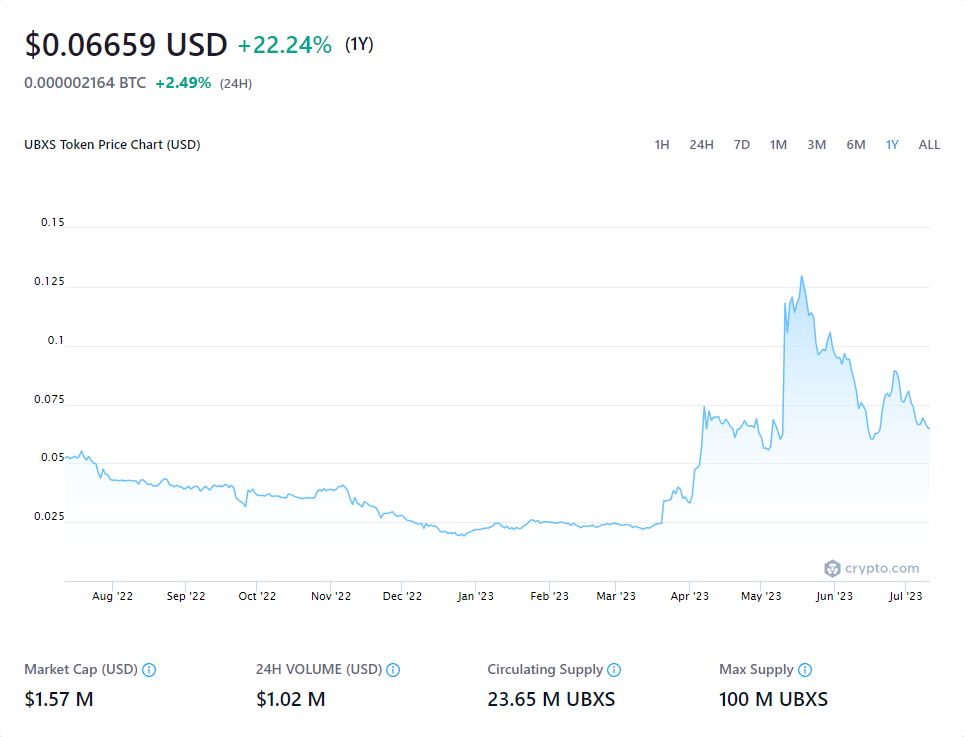 $0.06659 USD +22.24% (1Y)
0.000002164 BTC +2.49% (24H)
UBXS Token Price Chart (USD) 1H 24H 7D 1M 3M 6M 1Y ALL
0.15
0.125
0.1
0.075
0.05
0.025
crypto.com
Aug '22 Sep '22 Oct '22 Nov '22 Dec '22 Jan '23 Feb '23 Mar '23 Apr '23 May '23 Jun '23 Jul '23
Market Cap (USD) 24H VOLUME (USD) Circulating Supply Max Supply
$1.57 M $1.02 M 23.65 M UBXS 100 M UBXS